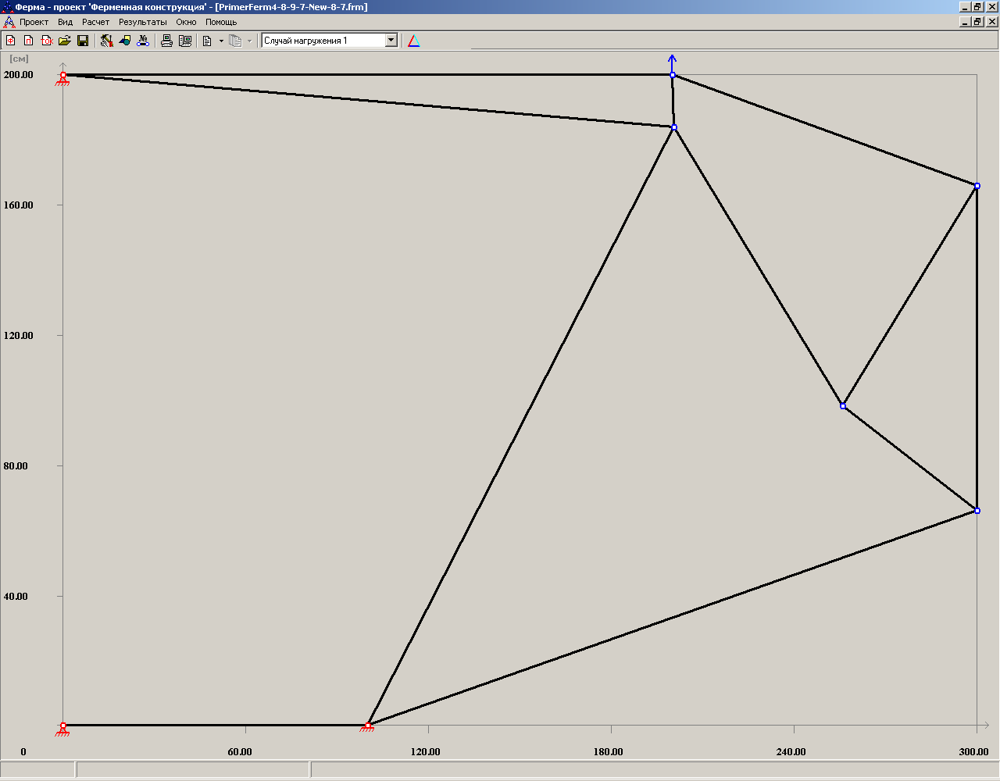 Ферма - проект 'Ферменная конструкция' - [PrimerFerm4-8-9-7-New-8-7.frm]
Проект Вид Расчет Результаты Окно Помощь
п ток № Случай нагружения 1
[см]
200.00
160.00
120.00
80.00
40.00
0 60.00 120.00 180.00 240.00 300.00